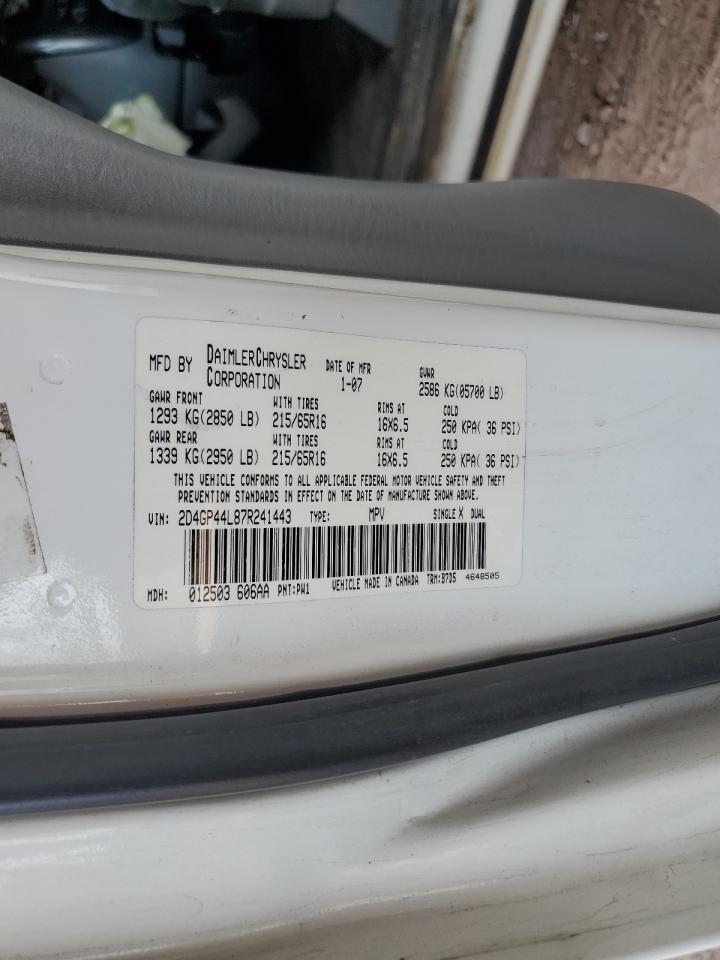 MFD BY DAIMLERCHRYSLER CORPORATION DATE OF MFR 1-07 GVWR 2586 KG(05700 LB)
GAWR FRONT WITH TIRES RIMS AT COLD
1293 KG(2850 LB) 215/65R16 16X6.5 250 KPA( 36 PSI)
GAWR REAR WITH TIRES RIMS AT COLD
1339 KG(2950 LB) 215/65R16 16X6.5 250 KPA( 36 PSI)
THIS VEHICLE CONFORMS TO ALL APPLICABLE FEDERAL MOTOR VEHICLE SAFETY AND THEFT
PREVENTION STANDARDS IN EFFECT ON THE DATE OF MANUFACTURE SHOWN ABOVE.
VIN: 2D4GP44L87R241443 TYPE: MPV SINGLE X DUAL
MDH: 012503 606AA PNT:PW1 VEHICLE MADE IN CANADA TRM:B7D5 4648505